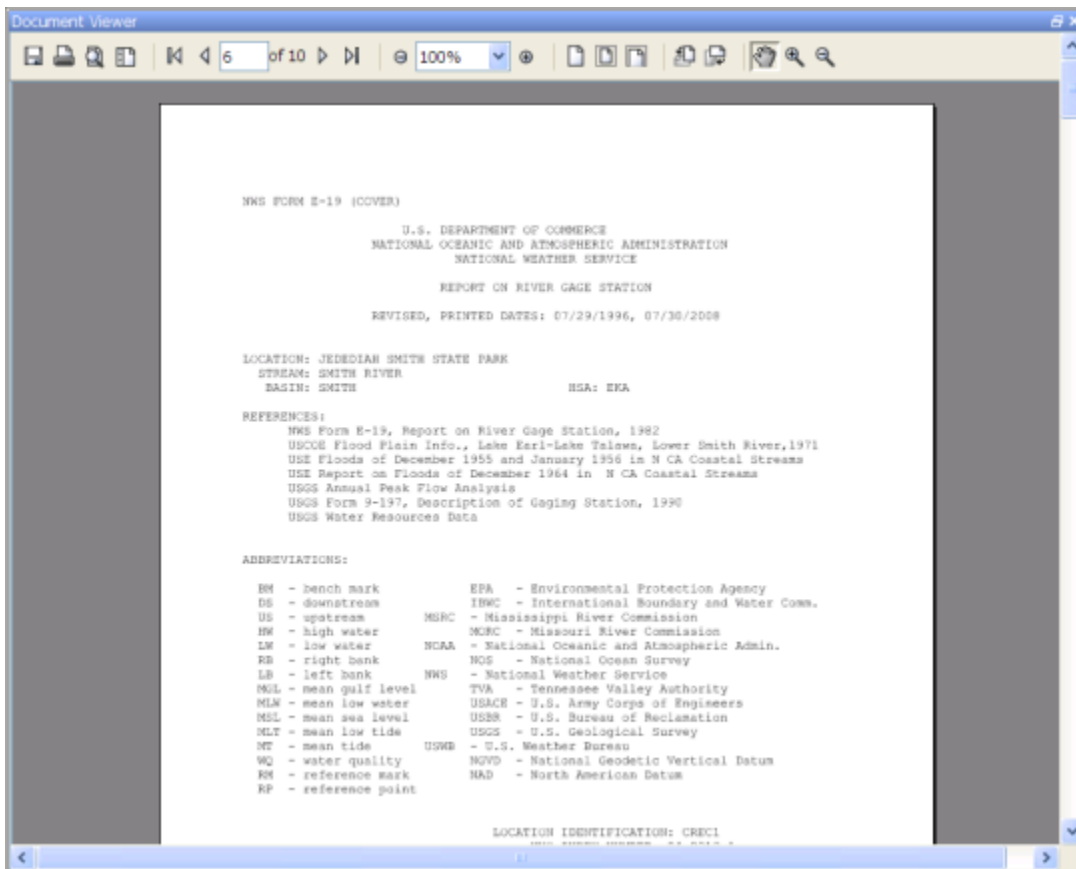 Document Viewer
6 of 10 100%
NWS FORM E-19 (COVER)
U.S. DEPARTMENT OF COMMERCE
NATIONAL OCEANIC AND ATMOSPHERIC ADMINISTRATION
NATIONAL WEATHER SERVICE
REPORT ON RIVER GAGE STATION
REVISED, PRINTED DATES: 07/29/1996, 07/30/2008
LOCATION: JEDEDIAH SMITH STATE PARK
STREAM: SMITH RIVER
BASIN: SMITH HSA: EKA
REFERENCES:
NWS Form E-19, Report on River Gage Station, 1982
USCOE Flood Plain Info., Lake Earl-Lake Talawa, Lower Smith River,1971
USE Floods of December 1955 and January 1956 in N CA Coastal Streams
USE Report on Floods of December 1964 in N CA Coastal Streams
USGS Annual Peak Flow Analysis
USGS Form 9-197, Description of Gaging Station, 1990
USGS Water Resources Data
ABBREVIATIONS:
BM - bench mark EPA - Environmental Protection Agency
DS - downstream IBWC - International Boundary and Water Comm.
US - upstream MSRC - Mississippi River Commission
HW - high water MORC - Missouri River Commission
LW - low water NOAA - National Oceanic and Atmospheric Admin.
RB - right bank NOS - National Ocean Survey
LB - left bank NWS - National Weather Service
MGL - mean gulf level TVA - Tennessee Valley Authority
MLW - mean low water USACE - U.S. Army Corps of Engineers
MSL - mean sea level USBR - U.S. Bureau of Reclamation
MLT - mean low tide USGS - U.S. Geological Survey
MT - mean tide USWB - U.S. Weather Bureau
WQ - water quality NGVD - National Geodetic Vertical Datum
RM - reference mark NAD - North American Datum
RP - reference point
LOCATION IDENTIFICATION: CREC1